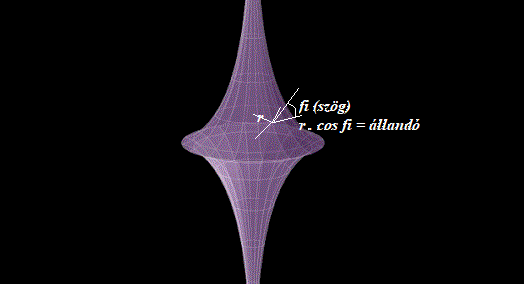 fi (szög)
r
r . cos fi = állandó